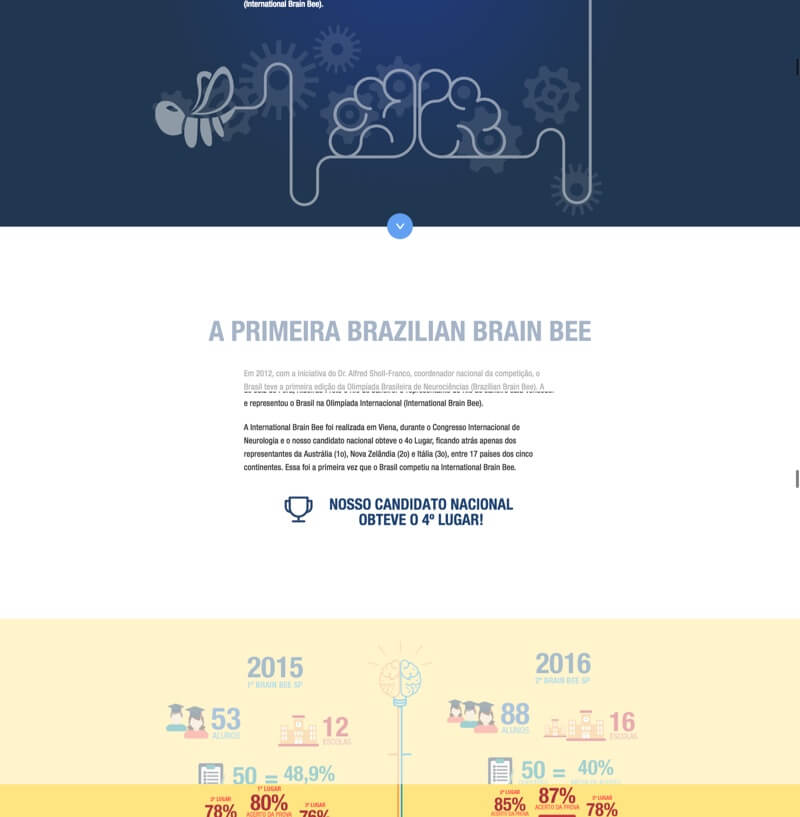 (International Brain Bee).
A PRIMEIRA BRAZILIAN BRAIN BEE
Em 2012, com a Iniciativa do Dr. Alfred Sholl-Franco, coordenador nacional da competição, o
Brasil teve a primeira edição da Olimpíada Brasileira de Neurociências (Brazilian Brain Bee). A
e representou o Brasil na Olimpíada Internacional (International Brain Bee).
A International Brain Bee foi realizada em Viena, durante o Congresso Internacional de
Neurologia e o nosso candidato nacional obteve o 4o Lugar, ficando atrás apenas dos
representantes da Austrália (1o), Nova Zelândia (2o) e Itália (3o), entre 17 países dos cinco
continentes. Essa foi a primeira vez que o Brasil competiu na International Brain Bee.
NOSSO CANDIDATO NACIONAL
OBTEVE O 4º LUGAR!
2015
1º BRAIN BEE SP
53
ALUNOS
12
ESCOLAS
50 = 48,9%
2º LUGAR
78%
1º LUGAR
80%
ACERTO DA PROVA
3º LUGAR
76%
2016
2º BRAIN BEE SP
88
ALUNOS
16
ESCOLAS
50 = 40%
2º LUGAR
85%
ACERTO DA PROVA
87%
ACERTO DA PROVA
3º LUGAR
78%